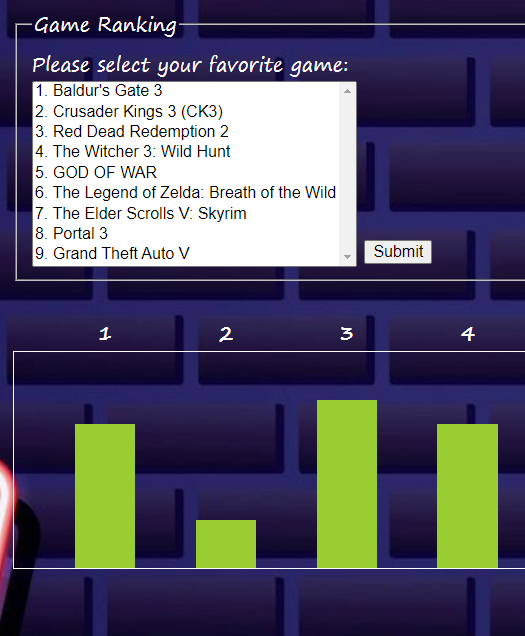 Game Ranking
Please select your favorite game:
1. Baldur's Gate 3
2. Crusader Kings 3 (CK3)
3. Red Dead Redemption 2
4. The Witcher 3: Wild Hunt
5. GOD OF WAR
6. The Legend of Zelda: Breath of the Wild
7. The Elder Scrolls V: Skyrim
8. Portal 3
9. Grand Theft Auto V
Submit
1 2 3 4